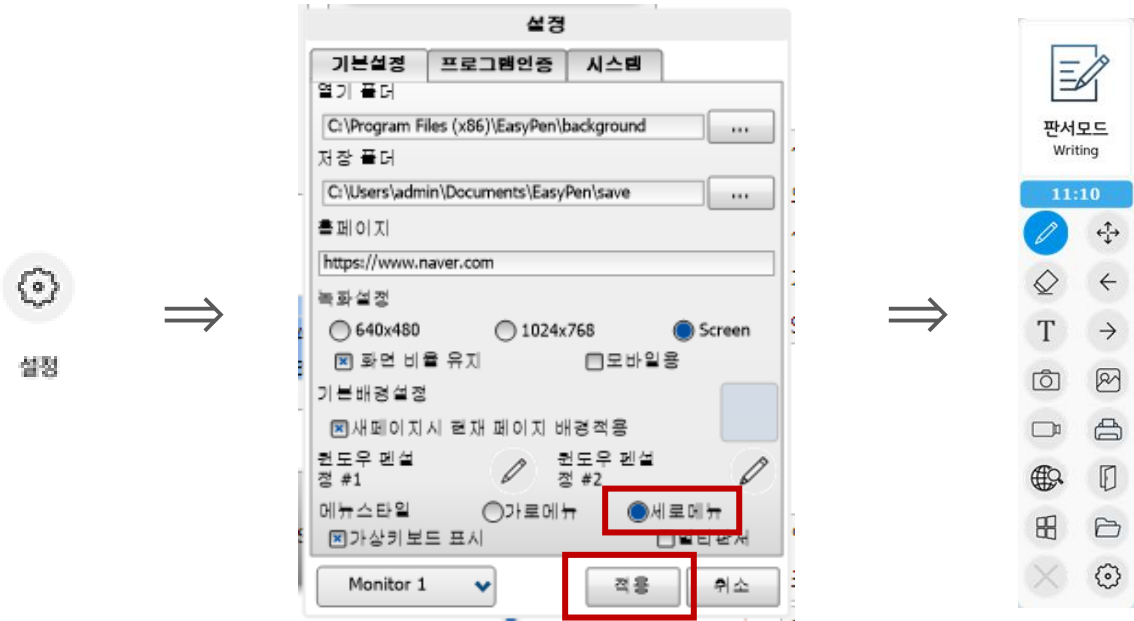 설정
설정
기본설정 프로그램인증 시스템
열기 폴더
C:\Program Files (x86)\EasyPen\background ...
저장 폴더
C:\Users\admin\Documents\EasyPen\save ...
홈페이지
https://www.naver.com
녹화설정
640x480 1024x768 Screen
화면 비율 유지 모바일용
기본배경설정
새페이지시 현재 페이지 배경적용
윈도우 펜설정 #1 윈도우 펜설정 #2
메뉴스타일 가로메뉴 세로메뉴
가상키보드 표시 멀티판서
Monitor 1 적용 취소
판서모드
Writing
11:10
T